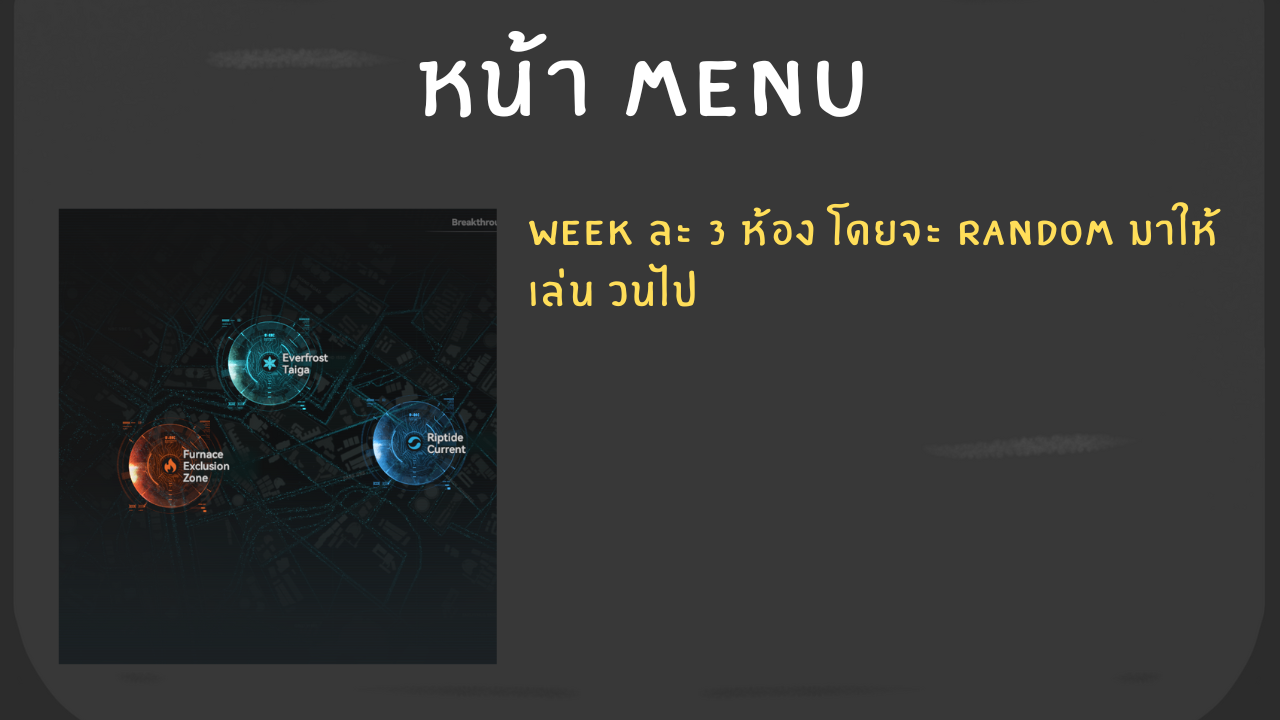 หน้า MENU
WEEK ละ 3 ห้อง โดยจะ RANDOM มาให้
เล่น วนไป
Everfrost
Taiga
Riptide
Current
Furnace
Exclusion
Zone